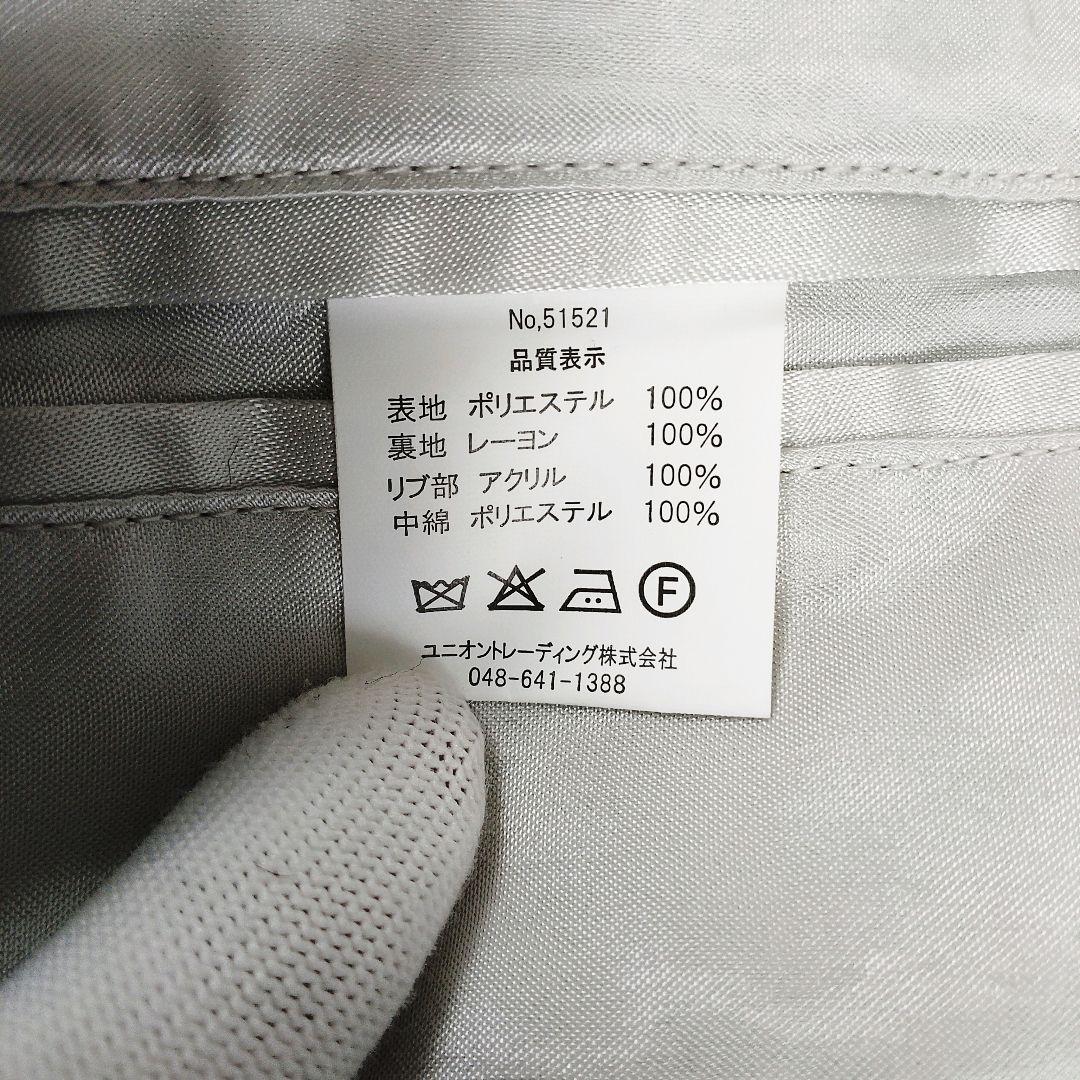 No,51521
品質表示
表地 ポリエステル 100%
裏地 レーヨン 100%
リブ部 アクリル 100%
中綿 ポリエステル 100%
F
ユニオントレーディング株式会社
048-641-1388